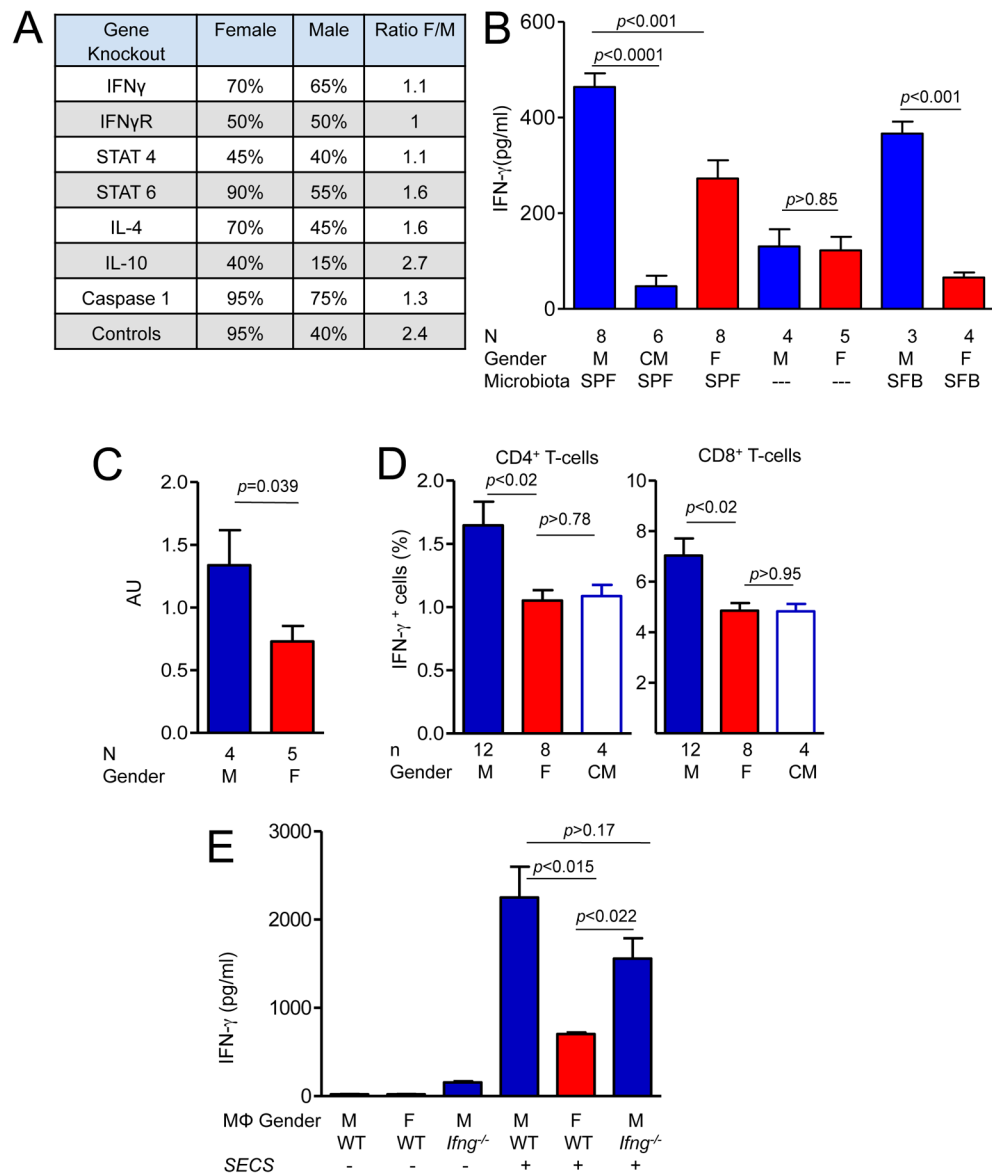 A
Gene Knockout Female Male Ratio F/M
IFNγ 70% 65% 1.1
IFNγR 50% 50% 1
STAT 4 45% 40% 1.1
STAT 6 90% 55% 1.6
IL-4 70% 45% 1.6
IL-10 40% 15% 2.7
Caspase 1 95% 75% 1.3
Controls 95% 40% 2.4
B
p<0.001
p<0.0001
p<0.001
p>0.85
IFN-γ(pg/ml)
600
400
200
0
N 8 6 8 4 5 3 4
Gender M CM F M F M F
Microbiota SPF SPF SPF --- --- SFB SFB
C
p=0.039
AU
2.0
1.5
1.0
0.5
0.0
N 4 5
Gender M F
D
CD4+ T-cells
p<0.02
p>0.78
IFN-γ + cells (%)
2.0
1.5
1.0
0.5
0.0
n 12 8 4
Gender M F CM
CD8+ T-cells
p<0.02
p>0.95
10
8
6
4
2
12 8 4
M F CM
E
p>0.17
p<0.015
p<0.022
IFN-γ (pg/ml)
3000
2000
1000
0
MΦ Gender M F M M F M
WT WT Ifng-/- WT WT Ifng-/-
SECS - - - + + +